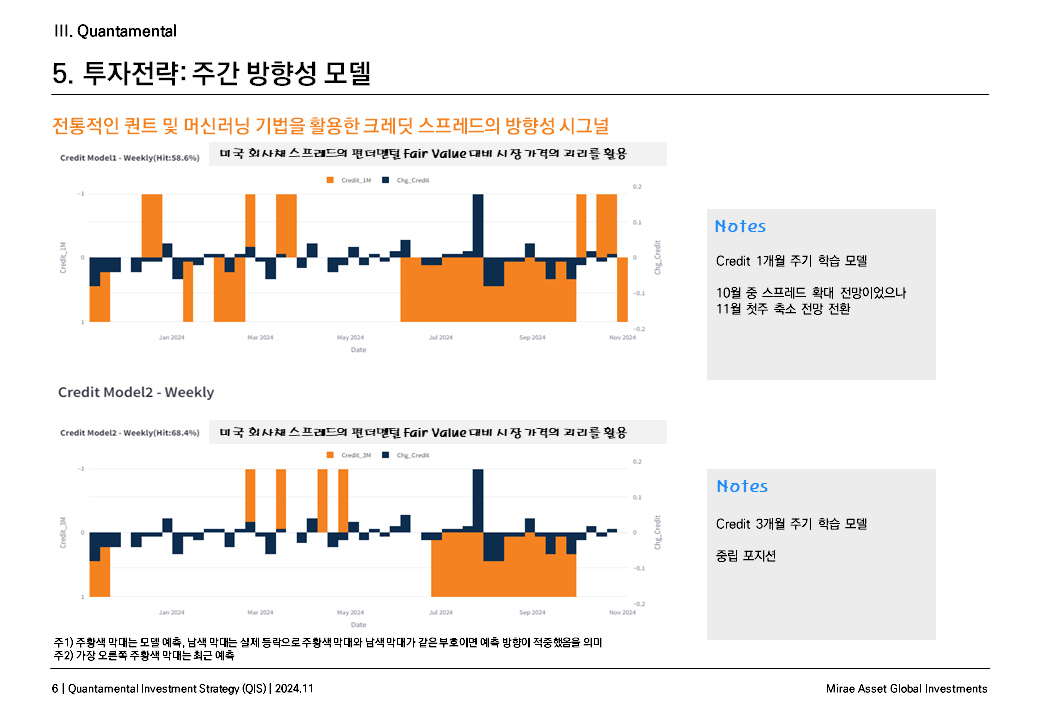 III. Quantamental
5. 투자전략: 주간 방향성 모델
전통적인 퀀트 및 머신러닝 기법을 활용한 크레딧 스프레드의 방향성 시그널
Credit Model1 - Weekly(Hit:58.6%)
미국 회사채 스프레드의 펀더멘털 Fair Value 대비 시장 가격의 괴리를 활용
Credit_1M
Chg_Credit
−1
0
1
Credit_1M
0.2
0.1
0
−0.1
−0.2
Chg_Credit
Jan 2024
Mar 2024
May 2024
Jul 2024
Sep 2024
Nov 2024
Date
Notes
Credit 1개월 주기 학습 모델
10월 중 스프레드 확대 전망이었으나
11월 첫주 축소 전망 전환
Credit Model2 - Weekly
Credit Model2 - Weekly(Hit:68.4%)
미국 회사채 스프레드의 펀더멘털 Fair Value 대비 시장 가격의 괴리를 활용
Credit_3M
Chg_Credit
−1
0
1
Credit_3M
0.2
0.1
0
−0.1
−0.2
Chg_Credit
Jan 2024
Mar 2024
May 2024
Jul 2024
Sep 2024
Nov 2024
Date
Notes
Credit 3개월 주기 학습 모델
중립 포지션
주1) 주황색 막대는 모델 예측, 남색 막대는 실제 등락으로 주황색 막대와 남색 막대가 같은 부호이면 예측 방향이 적중했음을 의미
주2) 가장 오른쪽 주황색 막대는 최근 예측
6 | Quantamental Investment Strategy (QIS) | 2024.11
Mirae Asset Global Investments